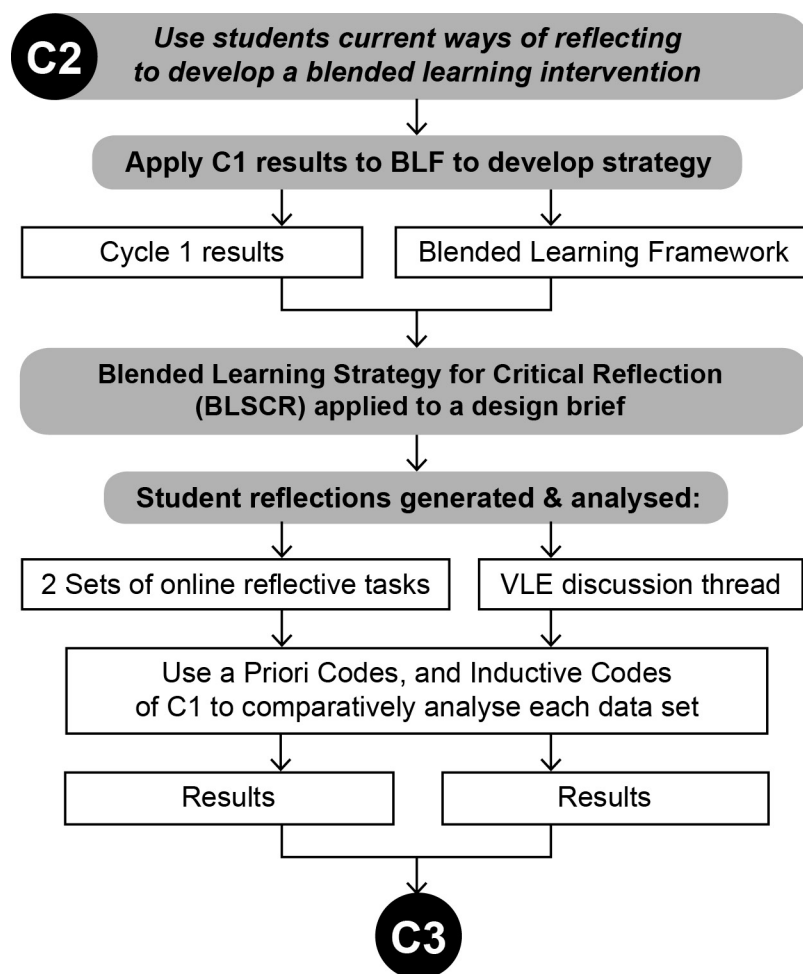 C2
Use students current ways of reflecting
to develop a blended learning intervention
Apply C1 results to BLF to develop strategy
Cycle 1 results
Blended Learning Framework
Blended Learning Strategy for Critical Reflection
(BLSCR) applied to a design brief
Student reflections generated & analysed:
2 Sets of online reflective tasks
VLE discussion thread
Use a Priori Codes, and Inductive Codes
of C1 to comparatively analyse each data set
Results
Results
C3